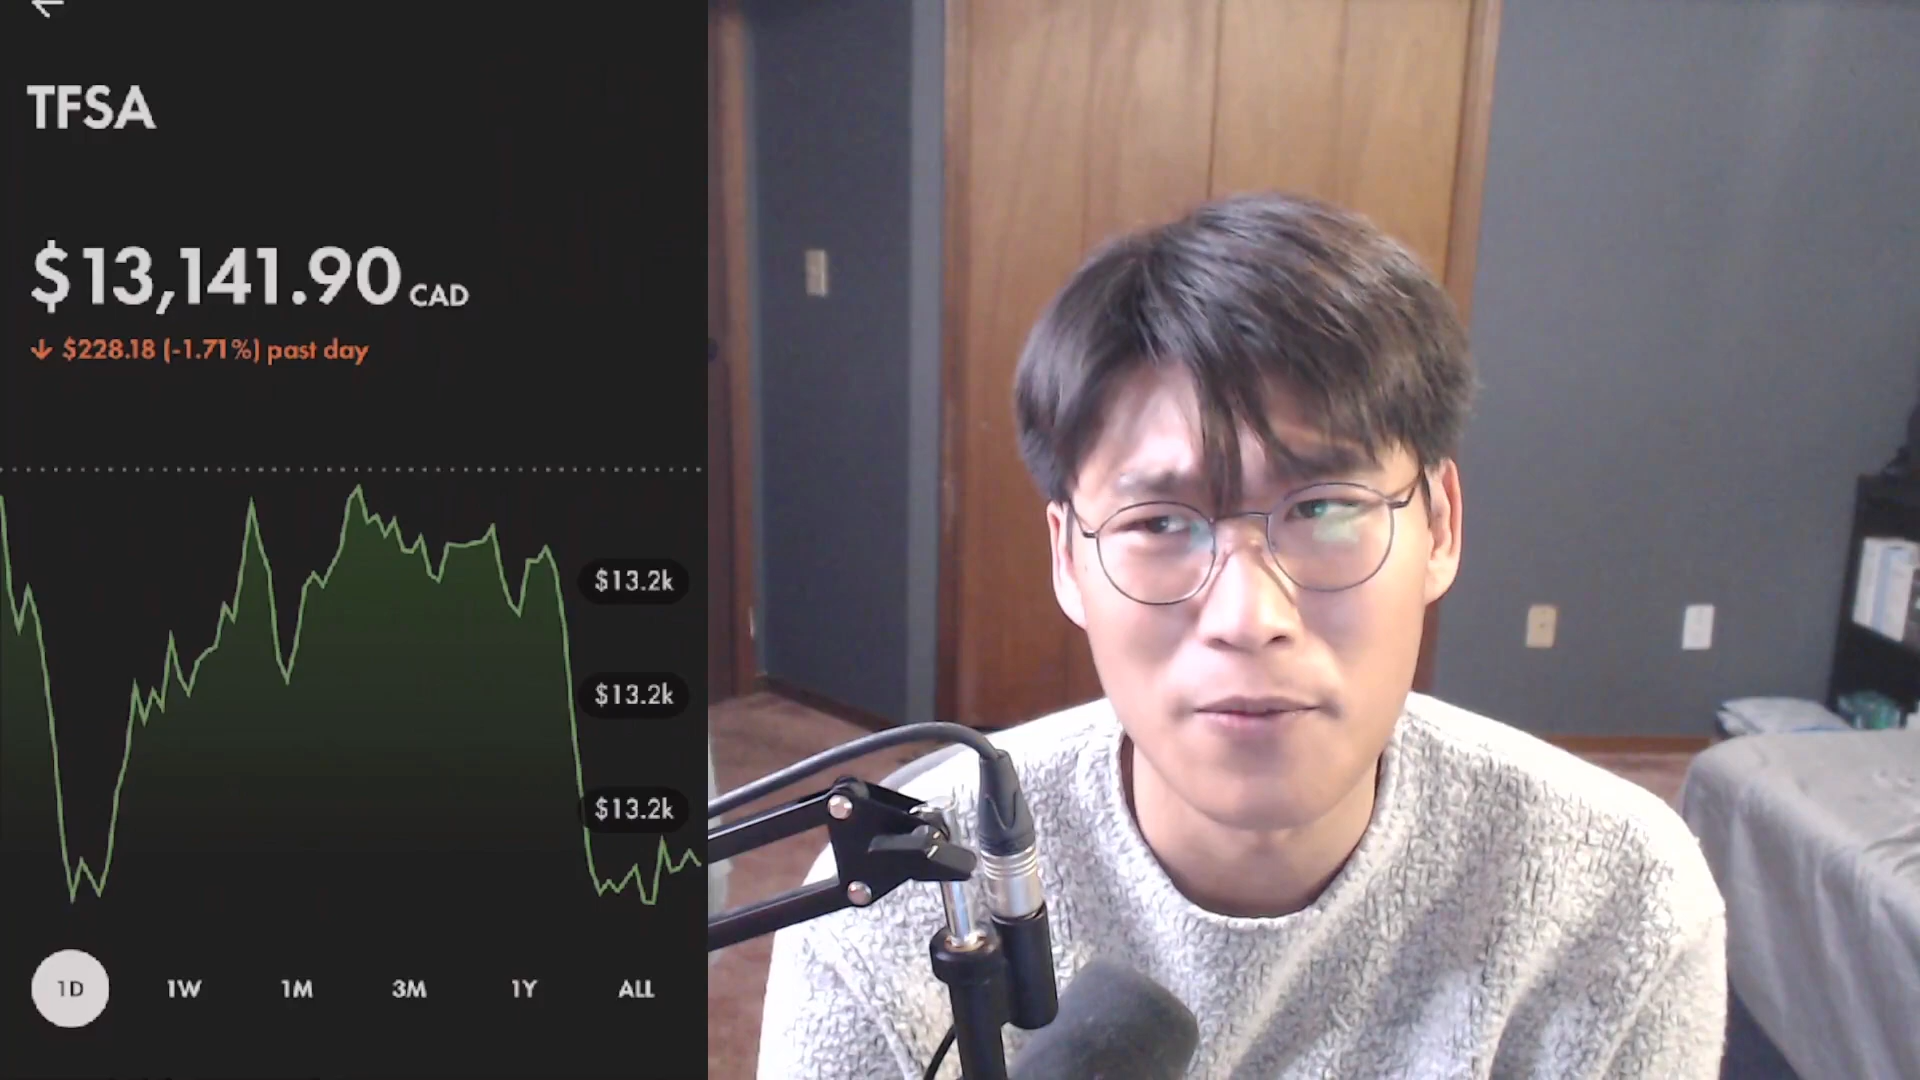 TFSA
$13,141.90 CAD
↓ $228.18 (-1.71%) past day
$13.2k
$13.2k
$13.2k
1D 1W 1M 3M 1Y ALL